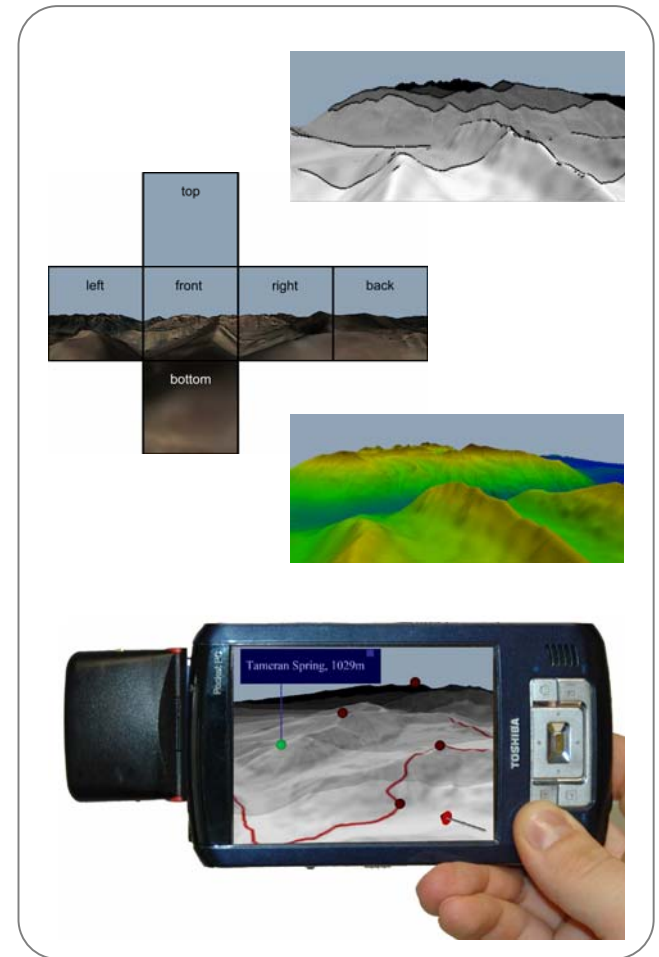 top
left
front
right
back
bottom
Pocket PC
Tameran Spring, 1029m
TOSHIBA